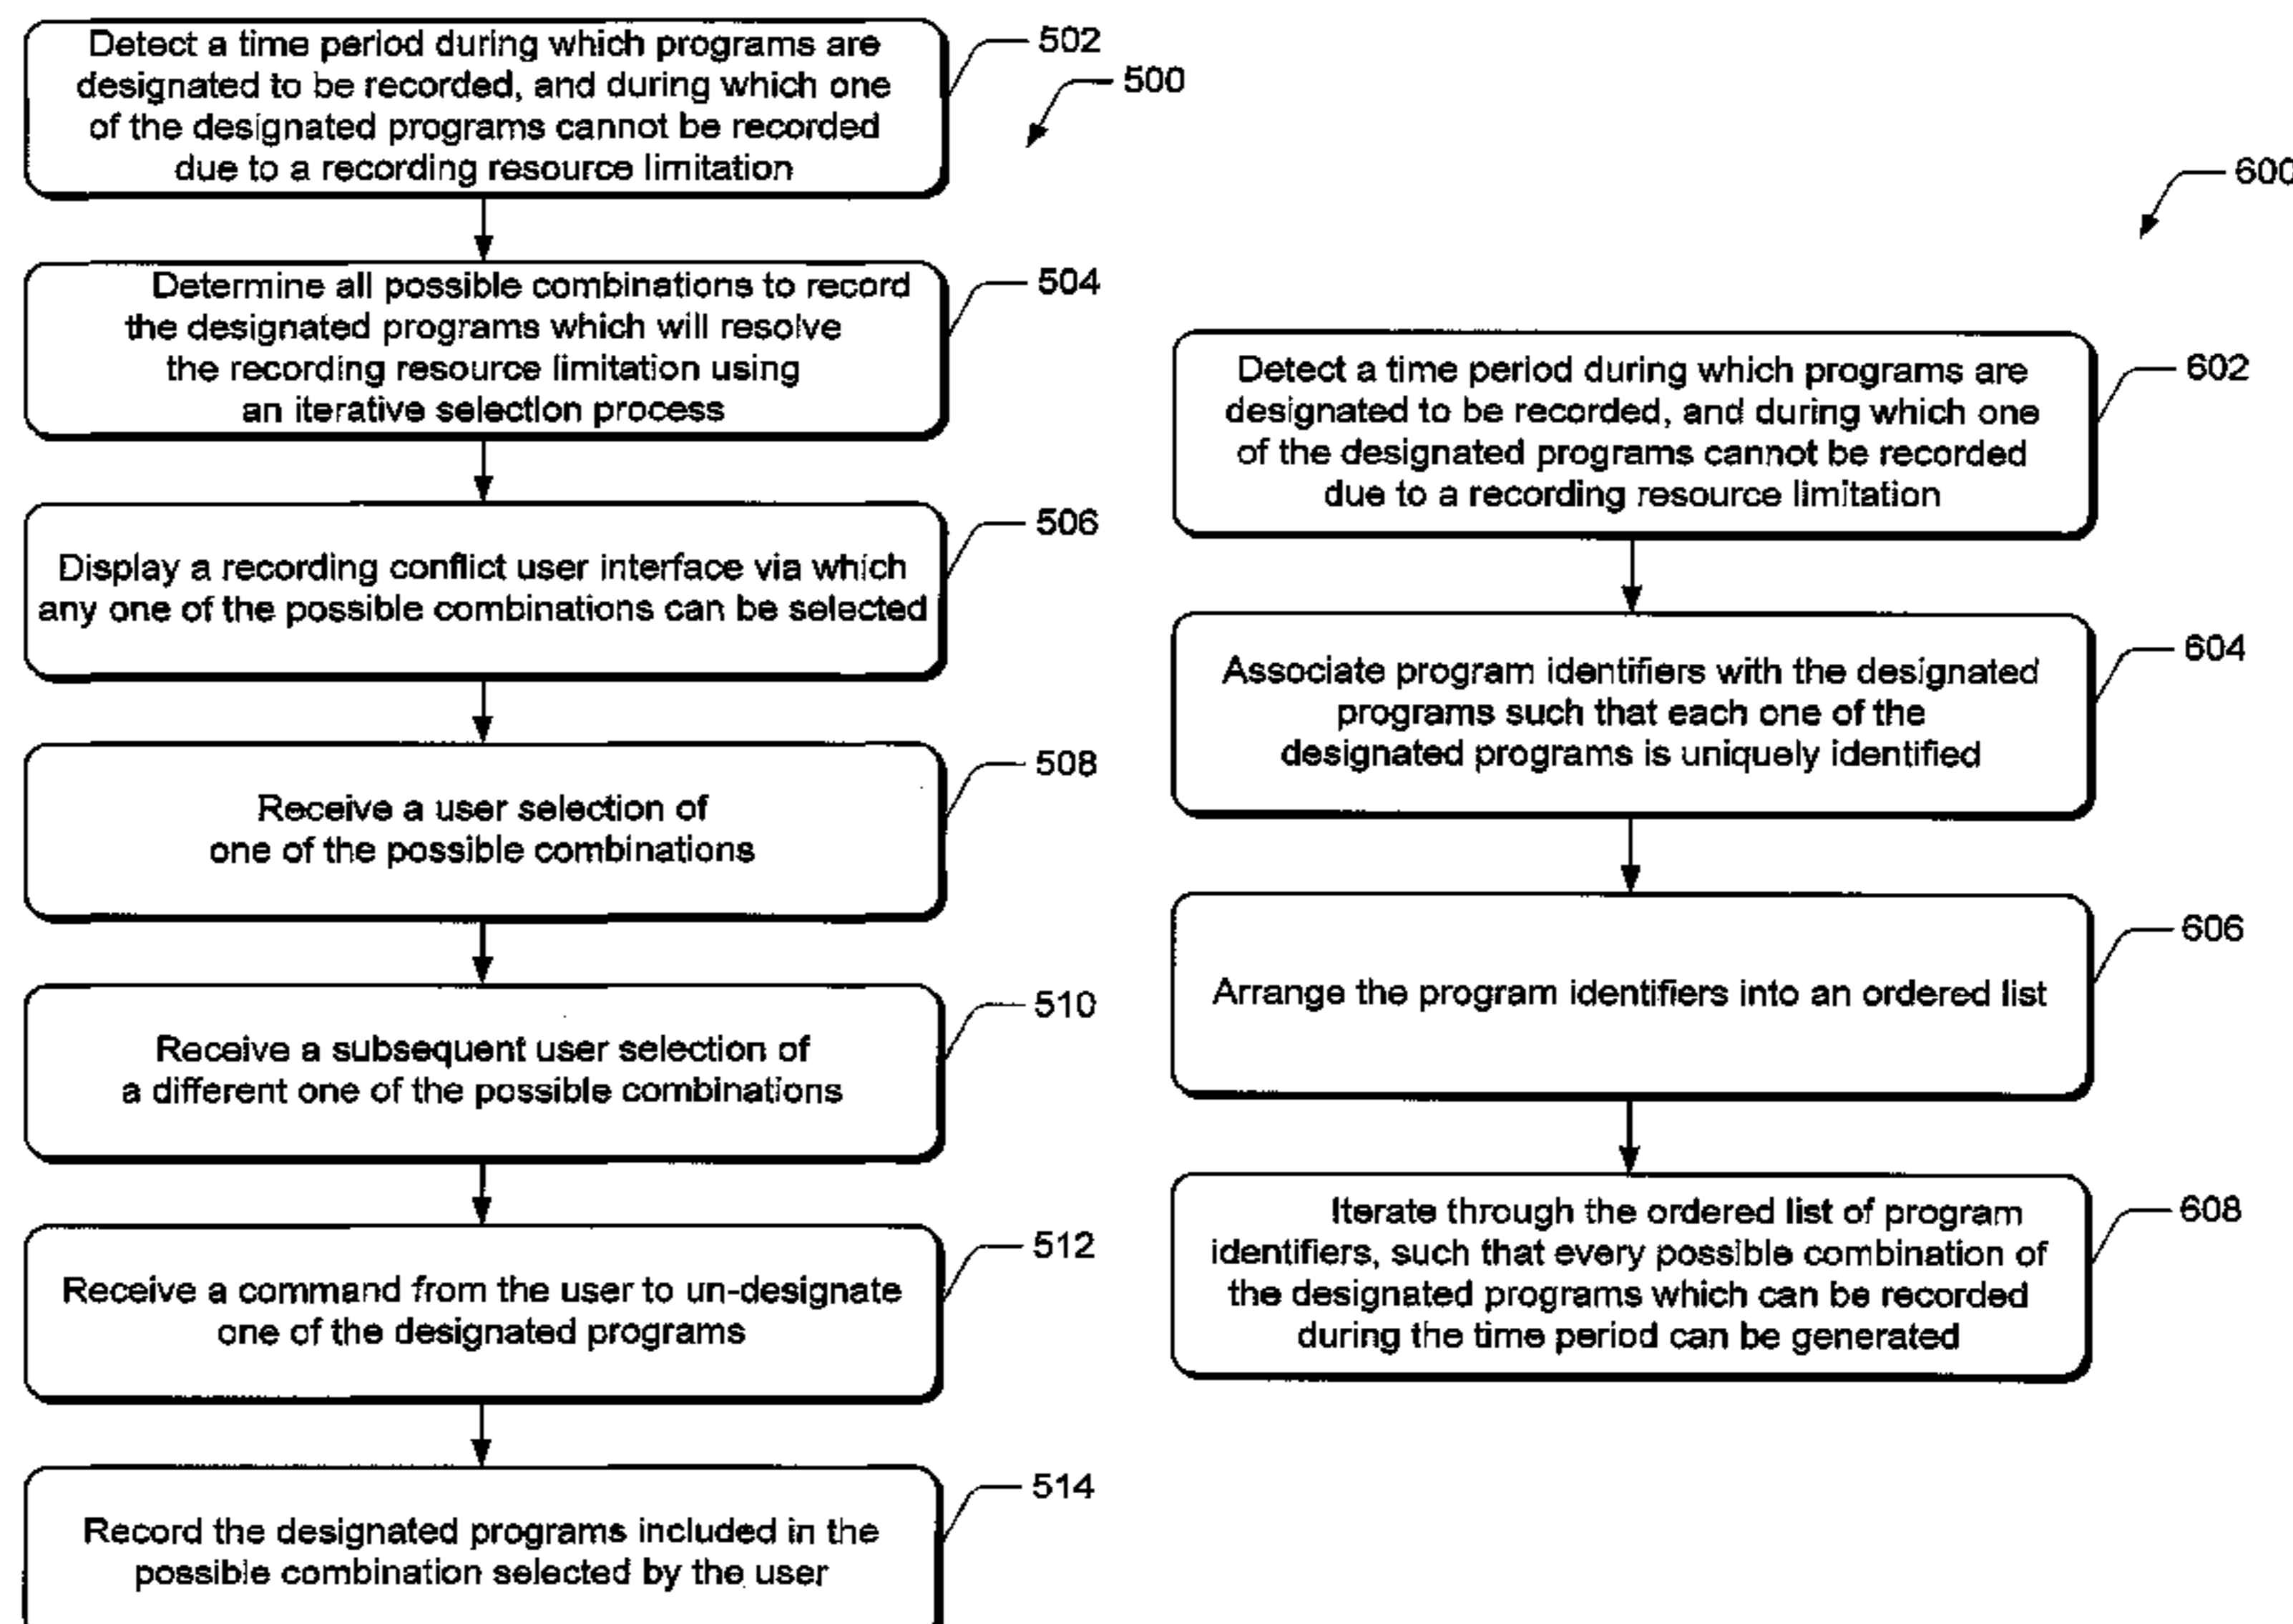 Detect a time period during which programs are
designated to be recorded, and during which one
of the designated programs cannot be recorded
due to a recording resource limitation
502
500
Determine all possible combinations to record
the designated programs which will resolve
the recording resource limitation using
an iterative selection process
504
Display a recording conflict user interface via which
any one of the possible combinations can be selected
506
Receive a user selection of
one of the possible combinations
508
Receive a subsequent user selection of
a different one of the possible combinations
510
Receive a command from the user to un-designate
one of the designated programs
512
Record the designated programs included in the
possible combination selected by the user
514
600
Detect a time period during which programs are
designated to be recorded, and during which one
of the designated programs cannot be recorded
due to a recording resource limitation
602
Associate program identifiers with the designated
programs such that each one of the
designated programs is uniquely identified
604
Arrange the program identifiers into an ordered list
606
Iterate through the ordered list of program
identifiers, such that every possible combination of
the designated programs which can be recorded
during the time period can be generated
608